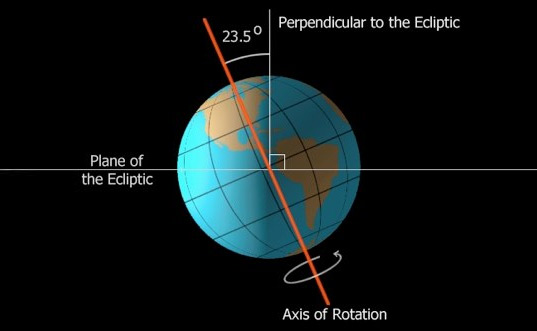 23.5°
Perpendicular to the Ecliptic
Plane of
the Ecliptic
Axis of Rotation